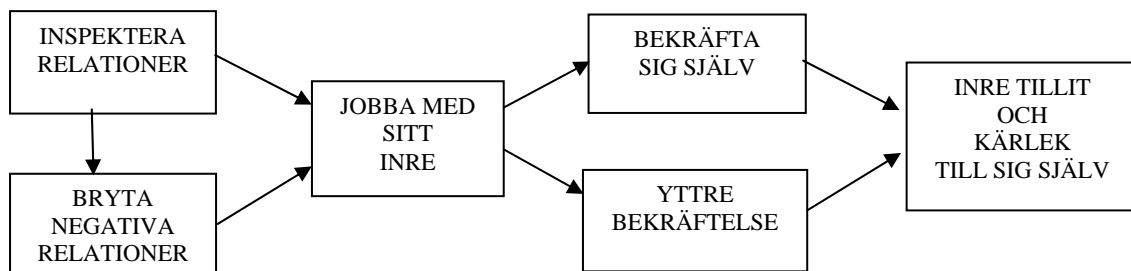 INSPEKTERA
RELATIONER
BRYTA
NEGATIVA
RELATIONER
JOBBA MED
SITT
INRE
BEKRÄFTA
SIG SJÄLV
YTTRE
BEKRÄFTELSE
INRE TILLIT
OCH
KÄRLEK
TILL SIG SJÄLV